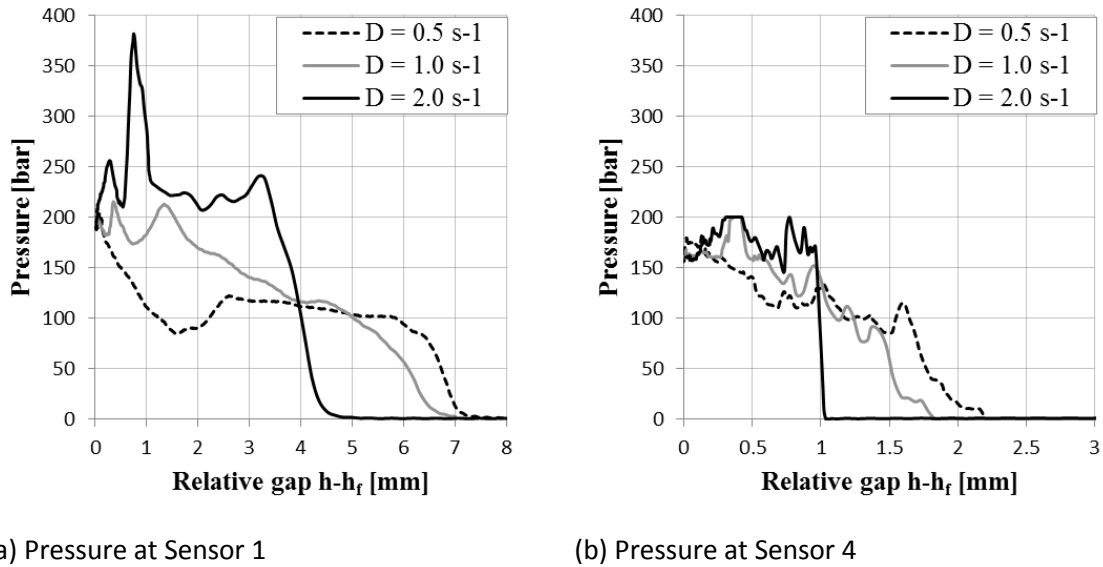 400
350
300
250
200
150
100
50
0
Pressure [bar]
D = 0.5 s-1
D = 1.0 s-1
D = 2.0 s-1
0 1 2 3 4 5 6 7 8
Relative gap h-hf [mm]
a) Pressure at Sensor 1
400
350
300
250
200
150
100
50
0
Pressure [bar]
D = 0.5 s-1
D = 1.0 s-1
D = 2.0 s-1
0 0.5 1 1.5 2 2.5 3
Relative gap h-hf [mm]
(b) Pressure at Sensor 4